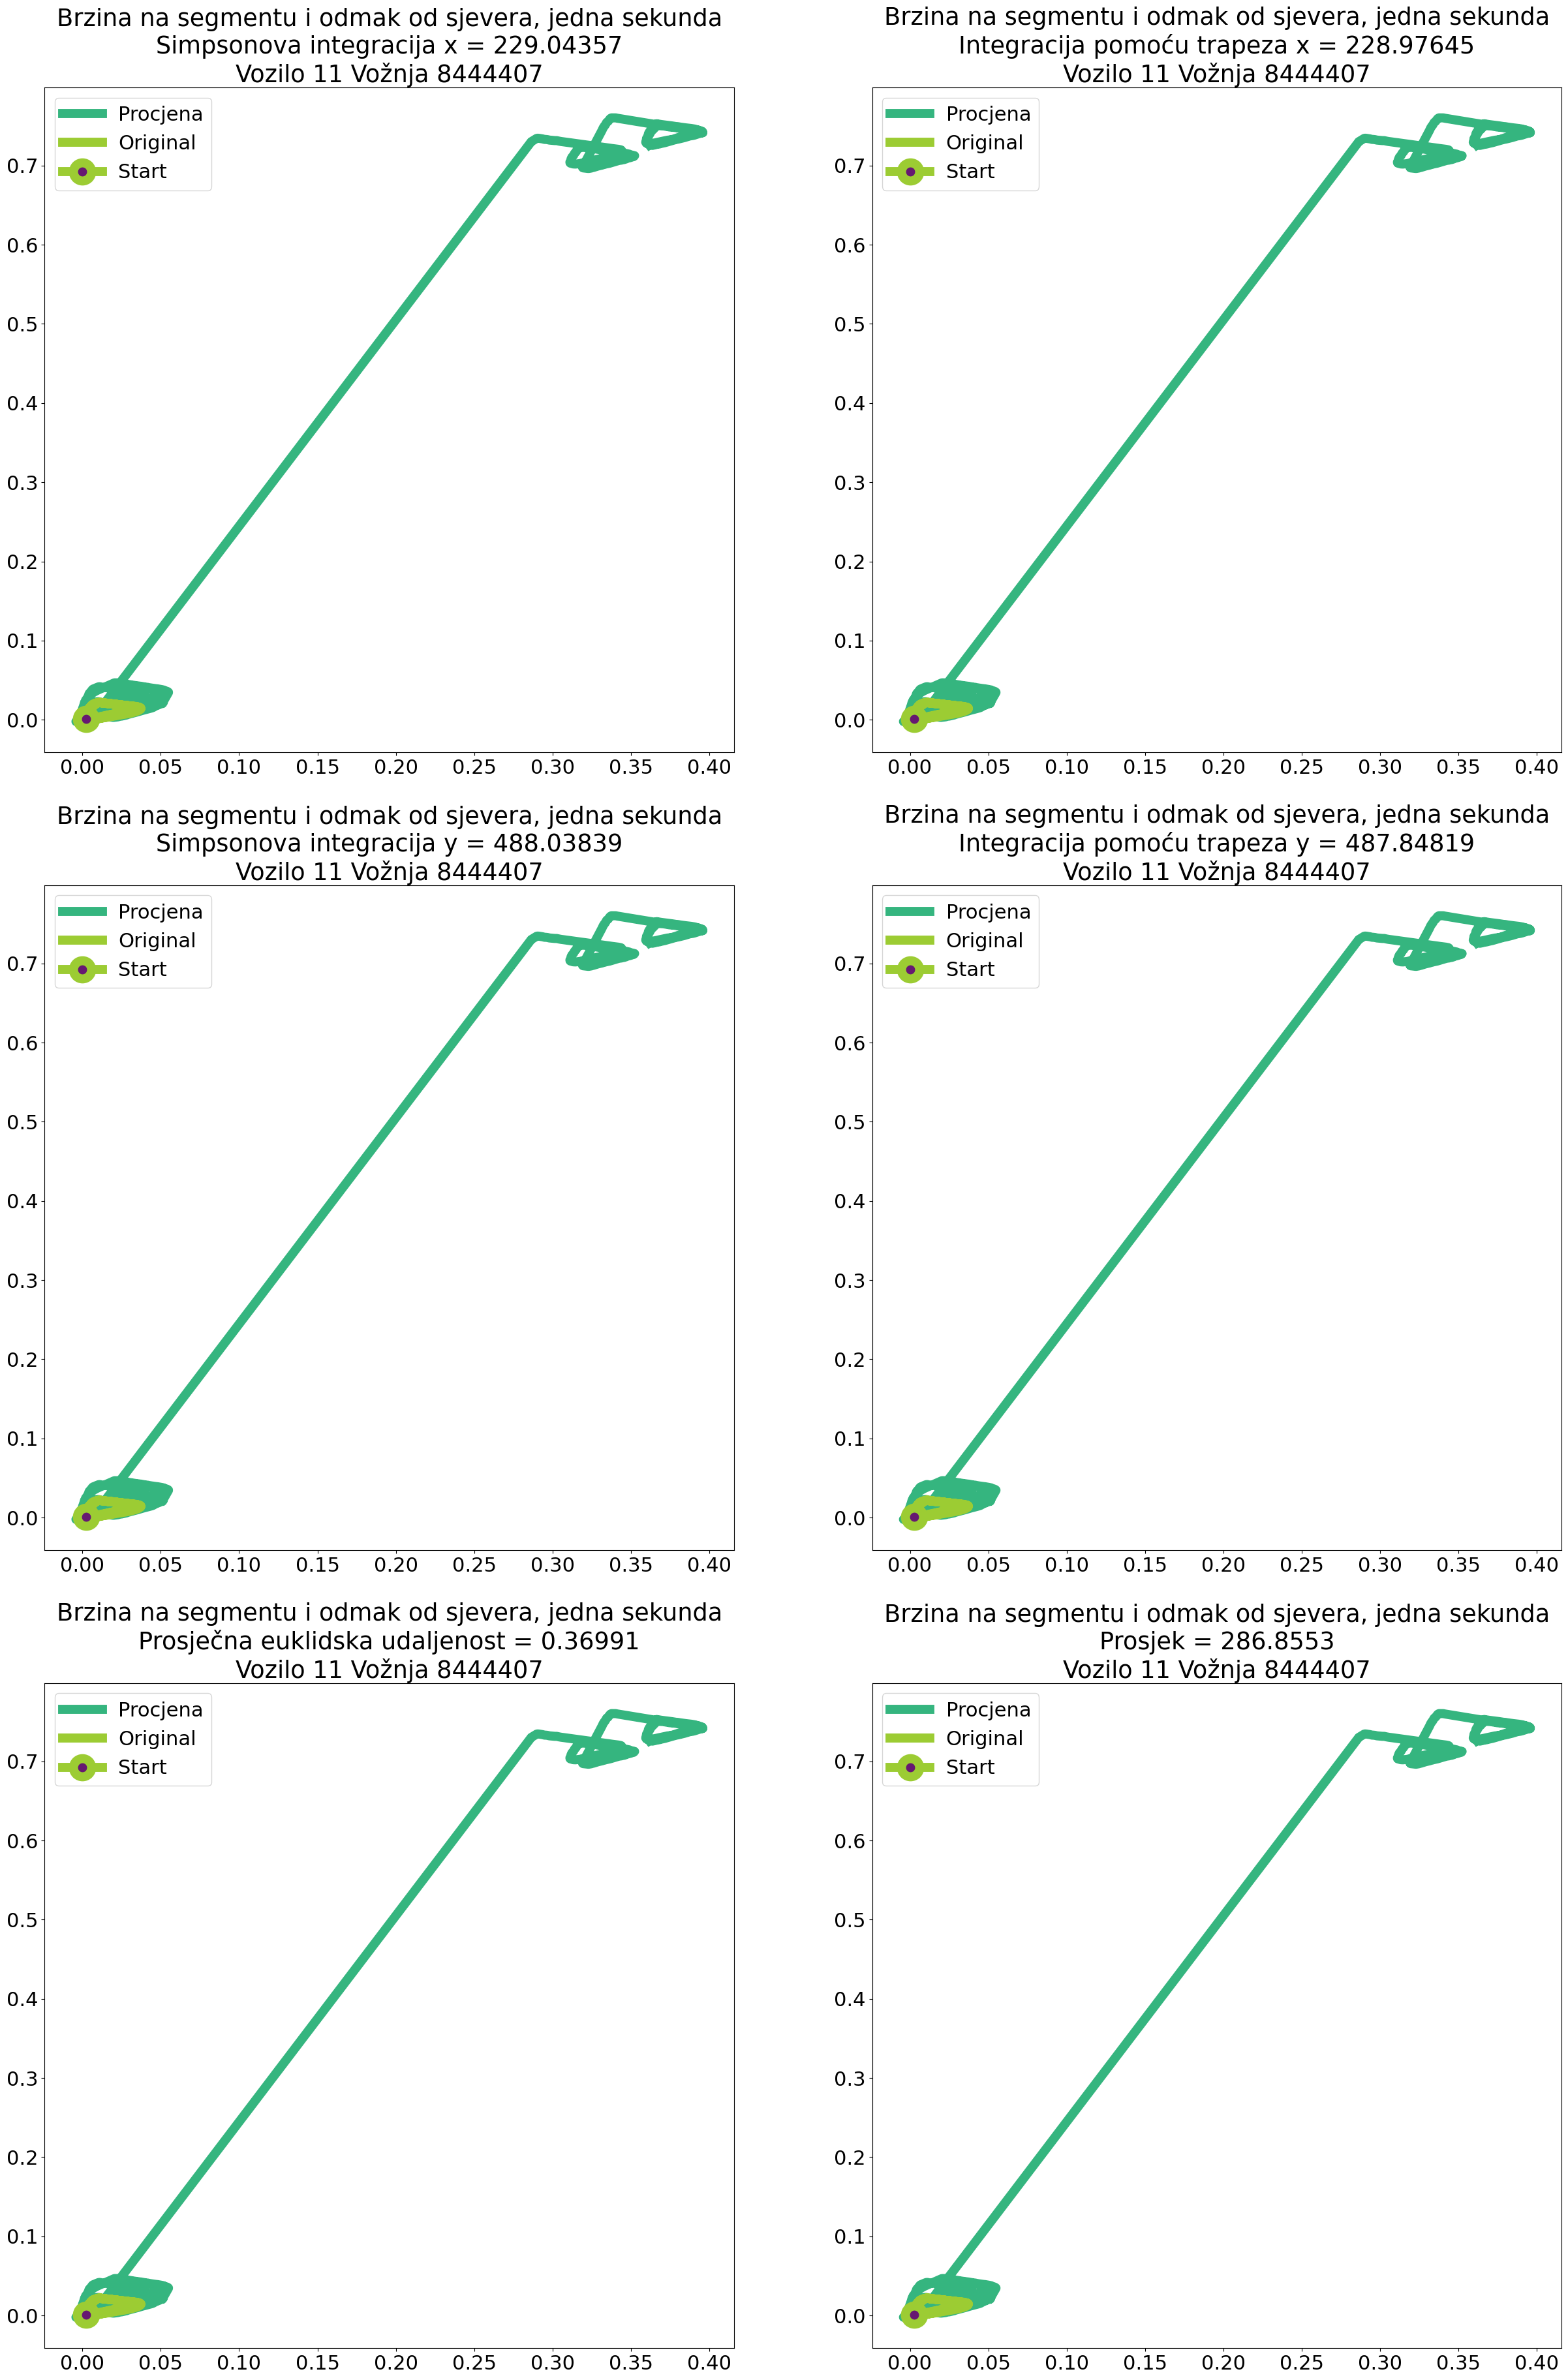 Brzina na segmentu i odmak od sjevera, jedna sekunda
Simpsonova integracija x = 229.04357
Vozilo 11 Vožnja 8444407
Procjena
Original
Start
0.7
0.6
0.5
0.4
0.3
0.2
0.1
0.0
0.00 0.05 0.10 0.15 0.20 0.25 0.30 0.35 0.40
Brzina na segmentu i odmak od sjevera, jedna sekunda
Integracija pomoću trapeza x = 228.97645
Vozilo 11 Vožnja 8444407
Procjena
Original
Start
0.7
0.6
0.5
0.4
0.3
0.2
0.1
0.0
0.00 0.05 0.10 0.15 0.20 0.25 0.30 0.35 0.40
Brzina na segmentu i odmak od sjevera, jedna sekunda
Simpsonova integracija y = 488.03839
Vozilo 11 Vožnja 8444407
Procjena
Original
Start
0.7
0.6
0.5
0.4
0.3
0.2
0.1
0.0
0.00 0.05 0.10 0.15 0.20 0.25 0.30 0.35 0.40
Brzina na segmentu i odmak od sjevera, jedna sekunda
Integracija pomoću trapeza y = 487.84819
Vozilo 11 Vožnja 8444407
Procjena
Original
Start
0.7
0.6
0.5
0.4
0.3
0.2
0.1
0.0
0.00 0.05 0.10 0.15 0.20 0.25 0.30 0.35 0.40
Brzina na segmentu i odmak od sjevera, jedna sekunda
Prosječna euklidska udaljenost = 0.36991
Vozilo 11 Vožnja 8444407
Procjena
Original
Start
0.7
0.6
0.5
0.4
0.3
0.2
0.1
0.0
0.00 0.05 0.10 0.15 0.20 0.25 0.30 0.35 0.40
Brzina na segmentu i odmak od sjevera, jedna sekunda
Prosjek = 286.8553
Vozilo 11 Vožnja 8444407
Procjena
Original
Start
0.7
0.6
0.5
0.4
0.3
0.2
0.1
0.0
0.00 0.05 0.10 0.15 0.20 0.25 0.30 0.35 0.40